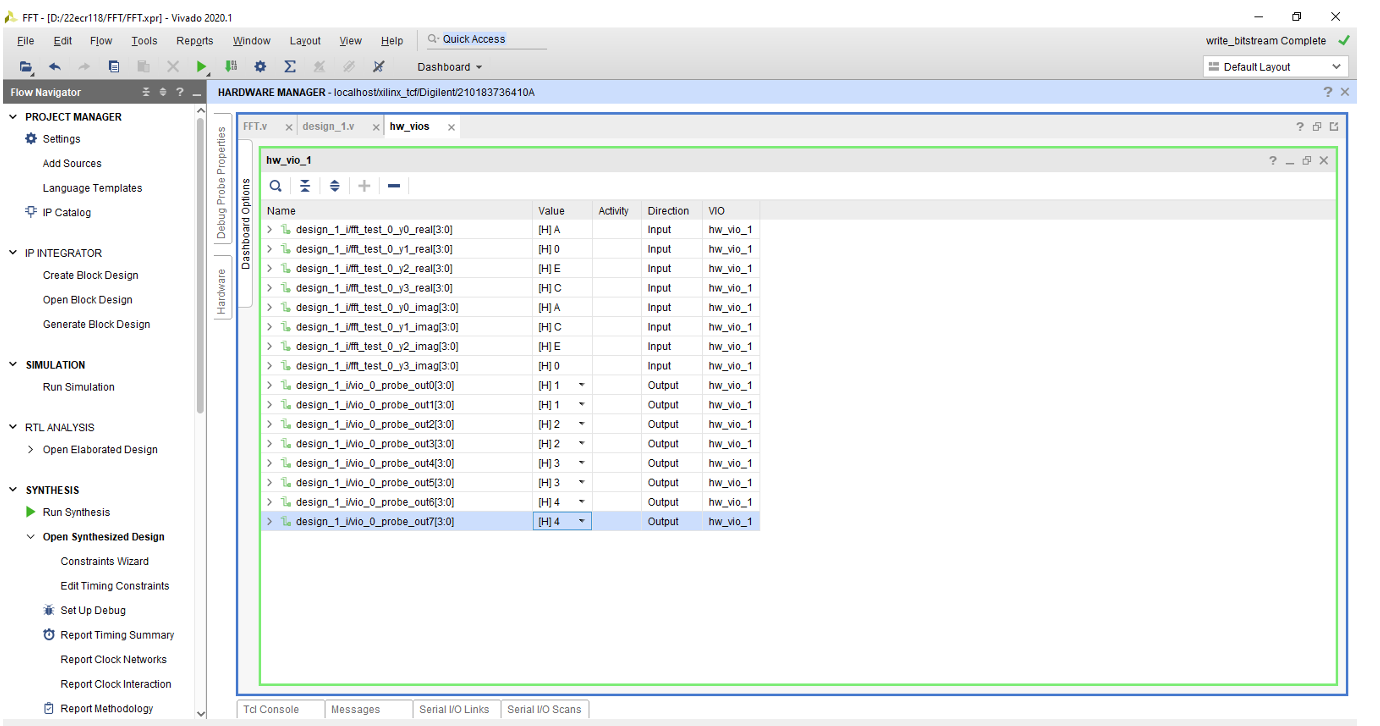 FFT - [D:/22ecr118/FFT/FFT.xpr] - Vivado 2020.1
File Edit Flow Tools Reports Window Layout View Help Quick Access
write_bitstream Complete
Dashboard
Default Layout
Flow Navigator
HARDWARE MANAGER - localhost/xilinx_tcf/Digilent/210183736410A
PROJECT MANAGER
Settings
Add Sources
Language Templates
IP Catalog
IP INTEGRATOR
Create Block Design
Open Block Design
Generate Block Design
SIMULATION
Run Simulation
RTL ANALYSIS
Open Elaborated Design
SYNTHESIS
Run Synthesis
Open Synthesized Design
Constraints Wizard
Edit Timing Constraints
Set Up Debug
Report Timing Summary
Report Clock Networks
Report Clock Interaction
Report Methodology
Debug Probe Properties
Hardware
Dashboard Options
FFT.v design_1.v hw_vios
hw_vio_1
Name Value Activity Direction VIO
design_1_i/fft_test_0_y0_real[3:0] [H] A Input hw_vio_1
design_1_i/fft_test_0_y1_real[3:0] [H] 0 Input hw_vio_1
design_1_i/fft_test_0_y2_real[3:0] [H] E Input hw_vio_1
design_1_i/fft_test_0_y3_real[3:0] [H] C Input hw_vio_1
design_1_i/fft_test_0_y0_imag[3:0] [H] A Input hw_vio_1
design_1_i/fft_test_0_y1_imag[3:0] [H] C Input hw_vio_1
design_1_i/fft_test_0_y2_imag[3:0] [H] E Input hw_vio_1
design_1_i/fft_test_0_y3_imag[3:0] [H] 0 Input hw_vio_1
design_1_i/vio_0_probe_out0[3:0] [H] 1 Output hw_vio_1
design_1_i/vio_0_probe_out1[3:0] [H] 1 Output hw_vio_1
design_1_i/vio_0_probe_out2[3:0] [H] 2 Output hw_vio_1
design_1_i/vio_0_probe_out3[3:0] [H] 2 Output hw_vio_1
design_1_i/vio_0_probe_out4[3:0] [H] 3 Output hw_vio_1
design_1_i/vio_0_probe_out5[3:0] [H] 3 Output hw_vio_1
design_1_i/vio_0_probe_out6[3:0] [H] 4 Output hw_vio_1
design_1_i/vio_0_probe_out7[3:0] [H] 4 Output hw_vio_1
Tcl Console Messages Serial I/O Links Serial I/O Scans